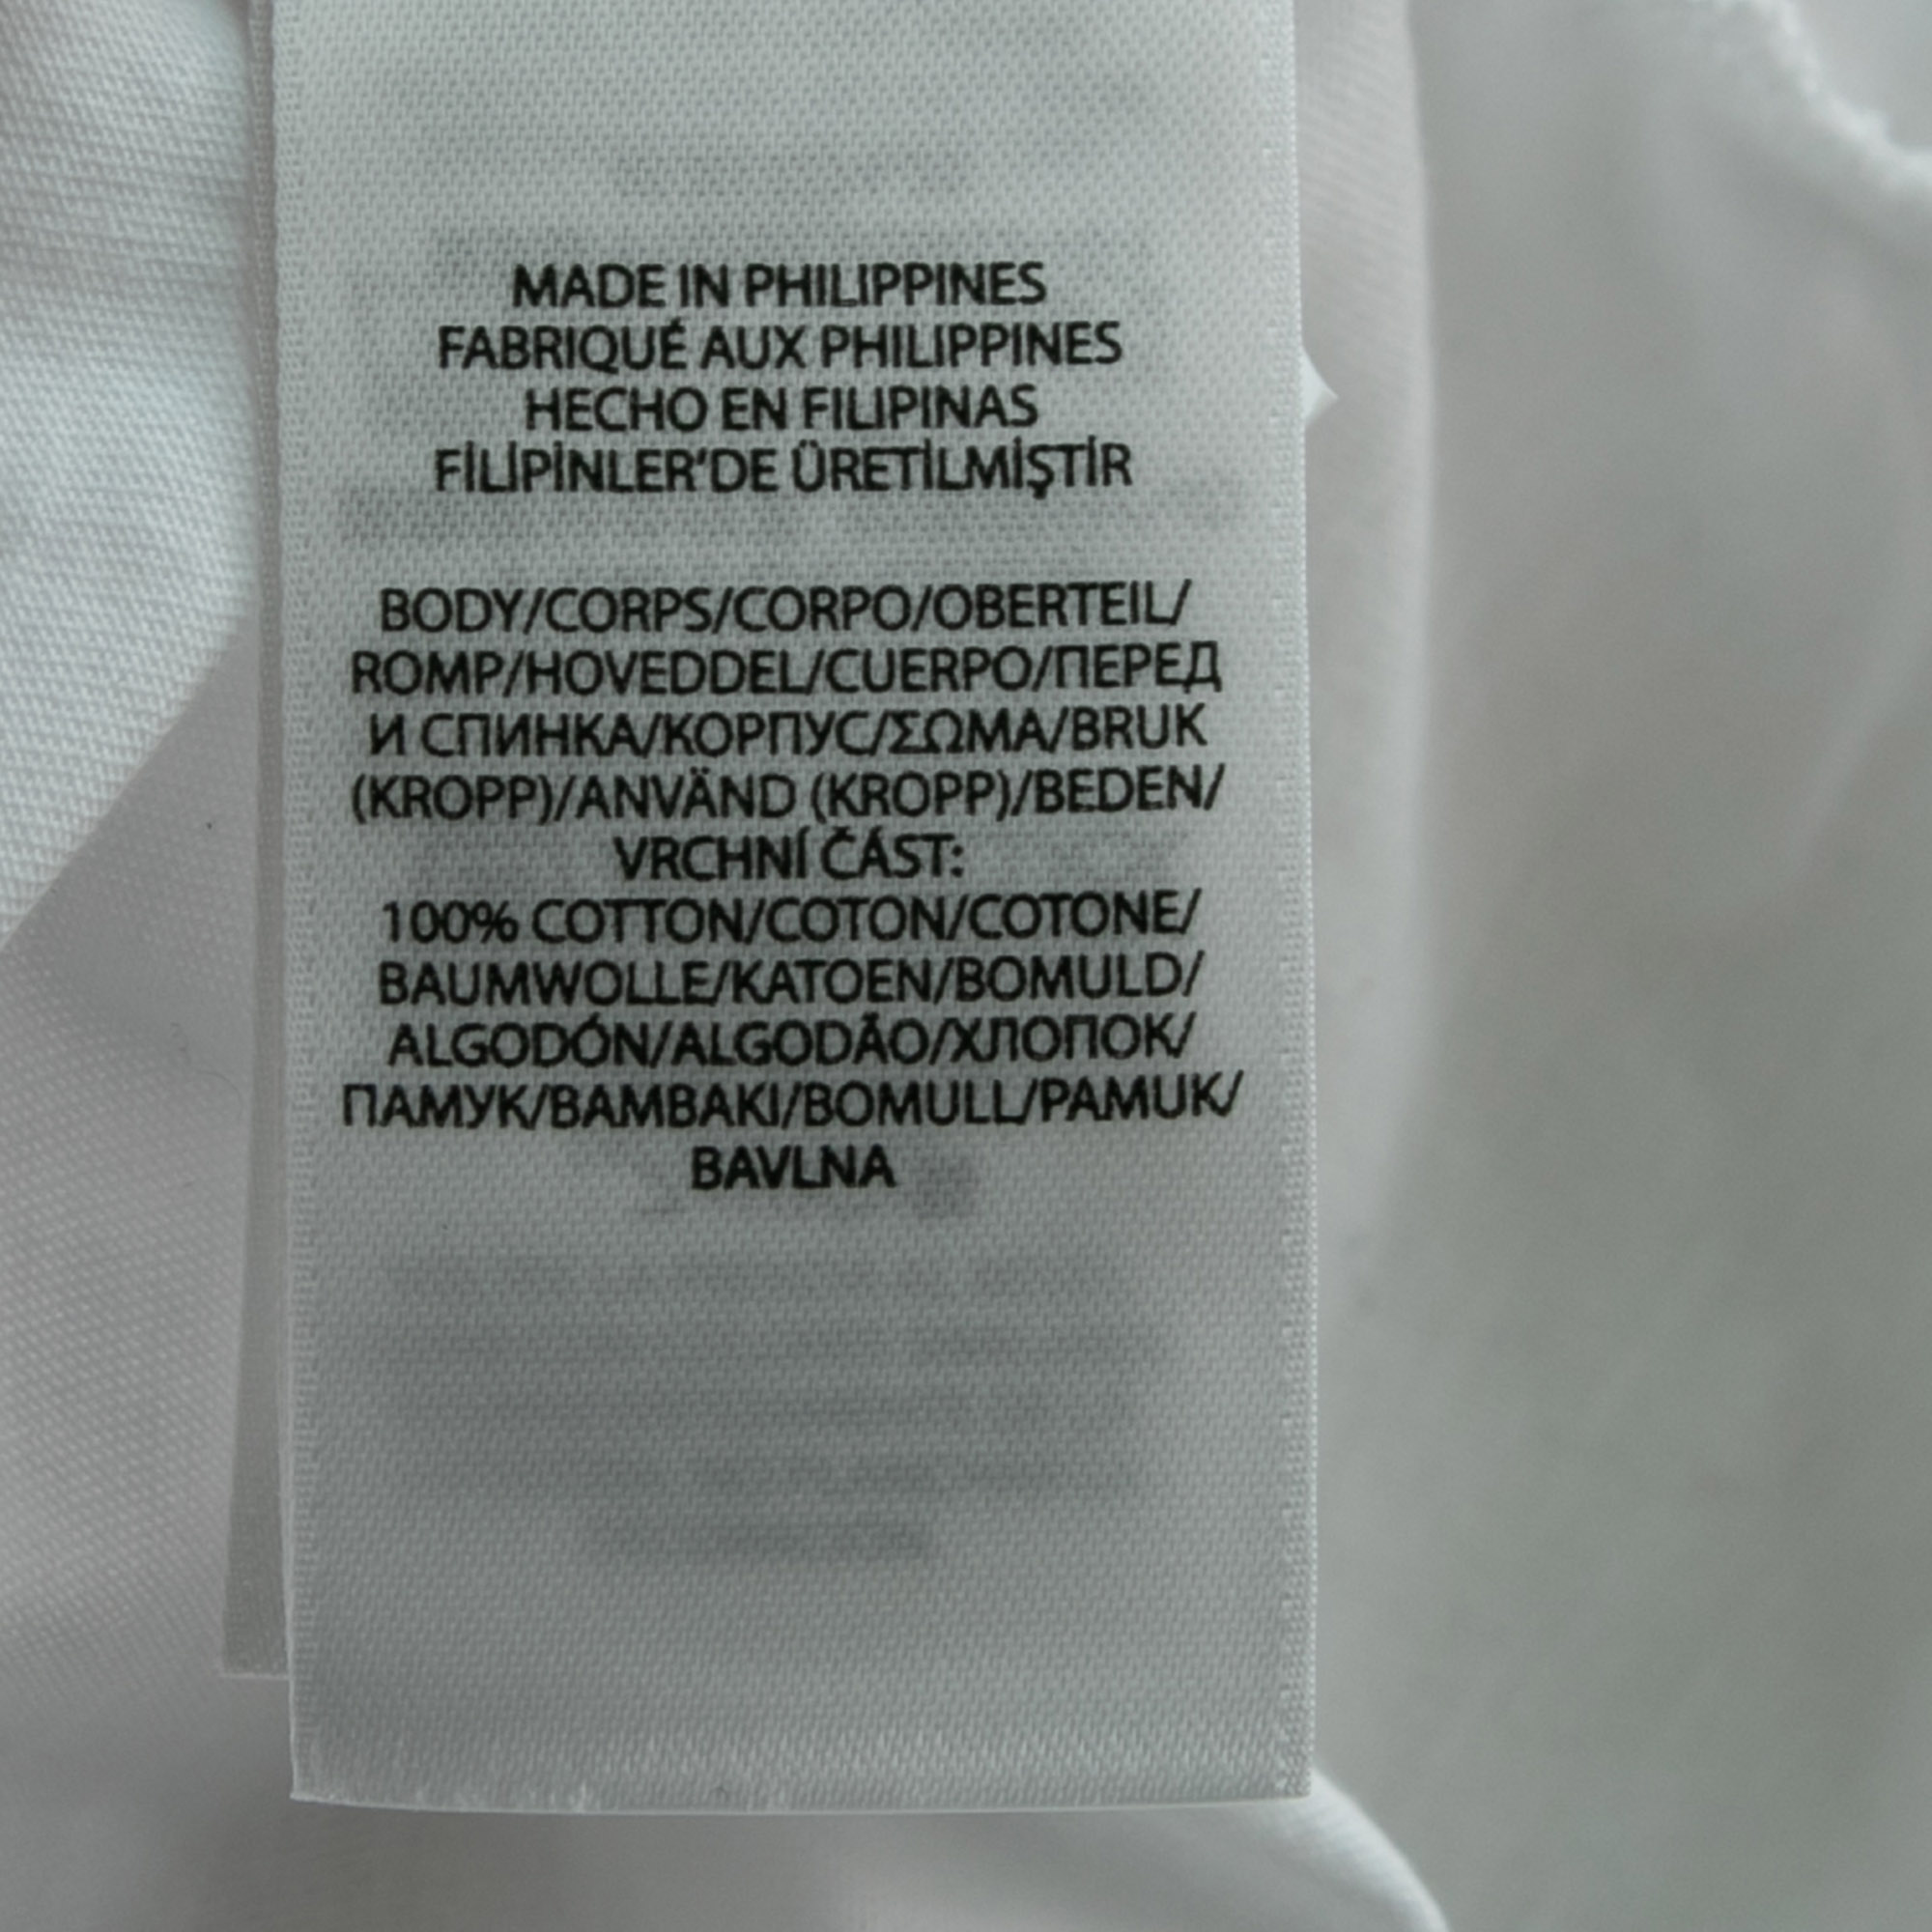 MADE IN PHILIPPINES
FABRIQUÉ AUX PHILIPPINES
HECHO EN FILIPINAS
FİLİPİNLER'DE ÜRETİLMİŞTİR
BODY/CORPS/CORPO/OBERTEIL/
ROMP/HOVEDDEL/CUERPO/ПЕРЕД
И СПИНКА/КОРПУС/ΣΩΜΑ/BRUK
(KROPP)/ANVÄND (KROPP)/BEDEN/
VRCHNÍ ČÁST:
100% COTTON/COTON/COTONE/
BAUMWOLLE/KATOEN/BOMULD/
ALGODÓN/ALGODÃO/ХЛОПОК/
ПАМУК/ΒΑΜΒΑΚΙ/BOMULL/PAMUK/
BAVLNA